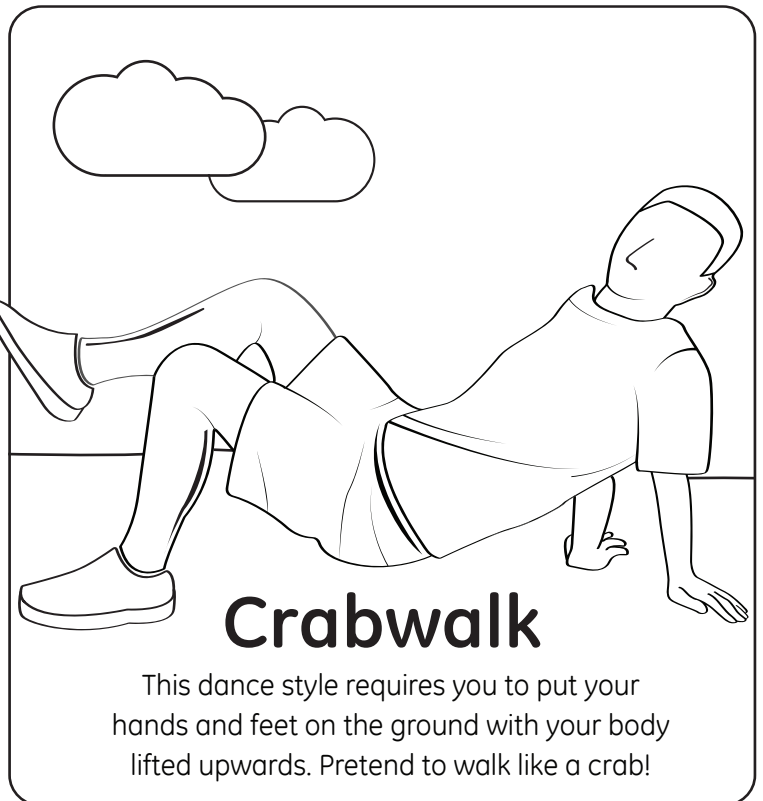 Crabwalk
This dance style requires you to put your
hands and feet on the ground with your body
lifted upwards. Pretend to walk like a crab!